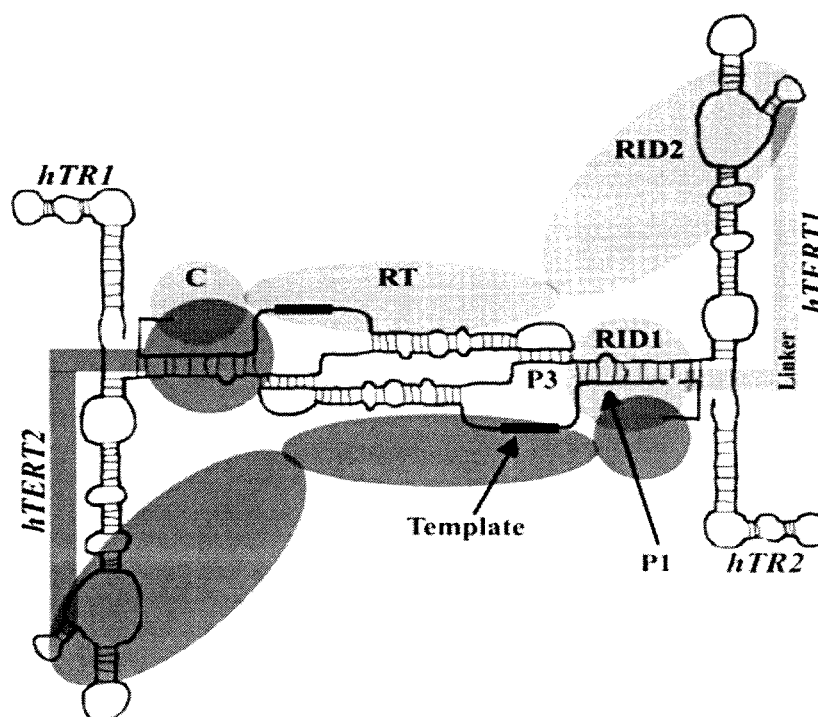 RID2
hTR1
hTERT1
C
RT
RID1
Linker
P3
hTERT2
Template
P1
hTR2